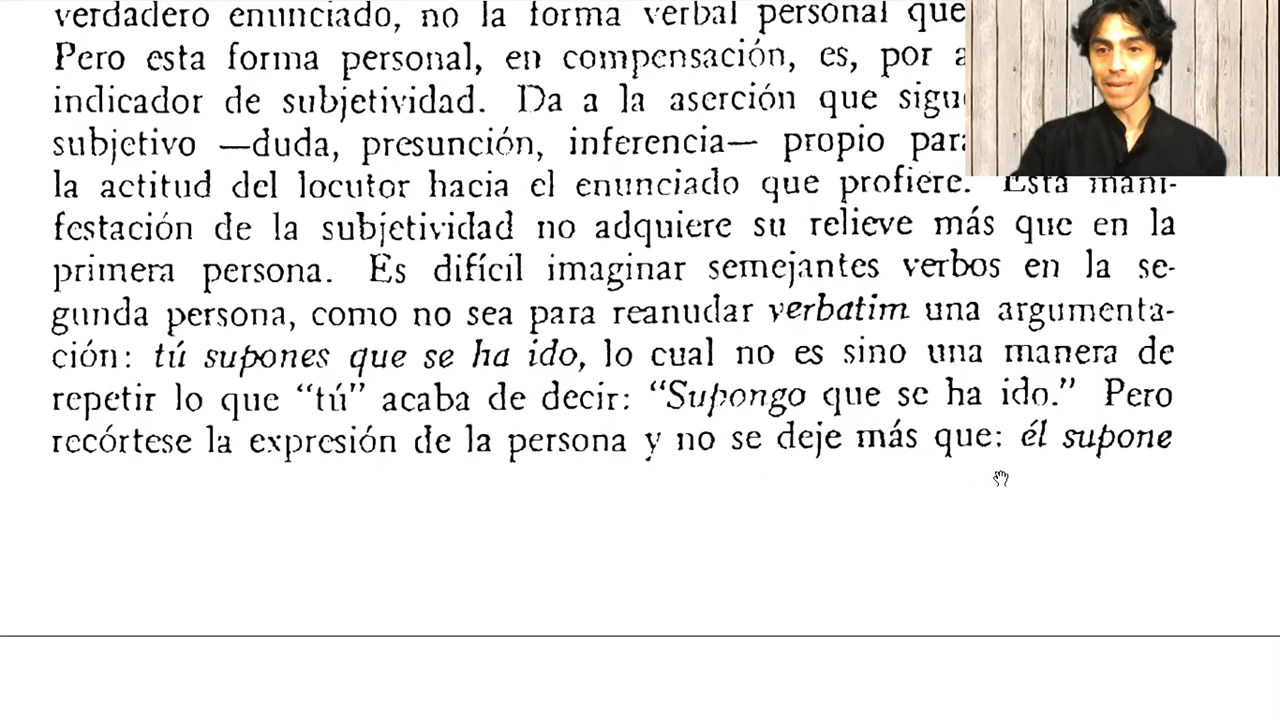 verdadero enunciado, no la forma verbal personal que
Pero esta forma personal, en compensación, es, por
indicador de subjetividad. Da a la aserción que
subjetivo —duda, presunción, inferencia— propio
la actitud del locutor hacia el enunciado que profiere. Esta mani-
festación de la subjetividad no adquiere su relieve más que en la
primera persona. Es difícil imaginar semejantes verbos en la se-
gunda persona, como no sea para reanudar verbatim una argumenta-
ción: tú supones que se ha ido, lo cual no es sino una manera de
repetir lo que “tú” acaba de decir: “Supongo que se ha ido.” Pero
recórtese la expresión de la persona y no se deje más que: él supone